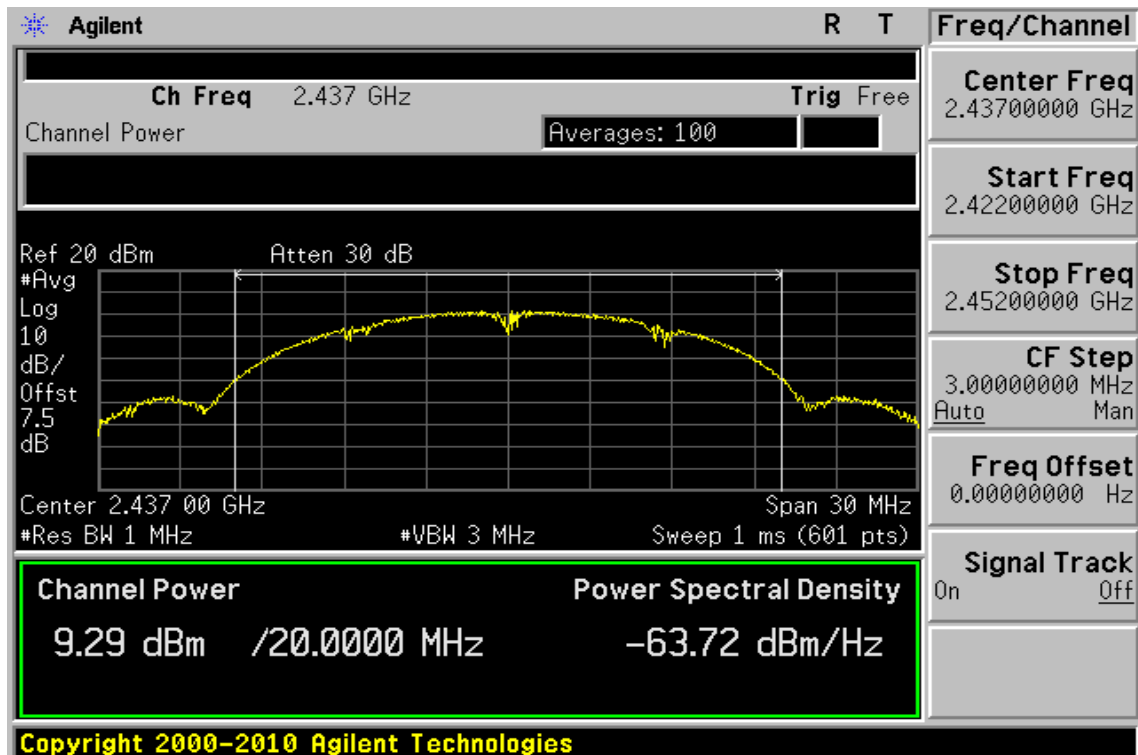 Agilent R T
Ch Freq 2.437 GHz Trig Free
Channel Power Averages: 100
Ref 20 dBm Atten 30 dB
#Avg
Log
10
dB/
Offst
7.5
dB
Center 2.437 00 GHz Span 30 MHz
#Res BW 1 MHz #VBW 3 MHz Sweep 1 ms (601 pts)
Channel Power Power Spectral Density
9.29 dBm /20.0000 MHz -63.72 dBm/Hz
Copyright 2000-2010 Agilent Technologies
Freq/Channel
Center Freq
2.43700000 GHz
Start Freq
2.42200000 GHz
Stop Freq
2.45200000 GHz
CF Step
3.00000000 MHz
Auto Man
Freq Offset
0.00000000 Hz
Signal Track
On Off